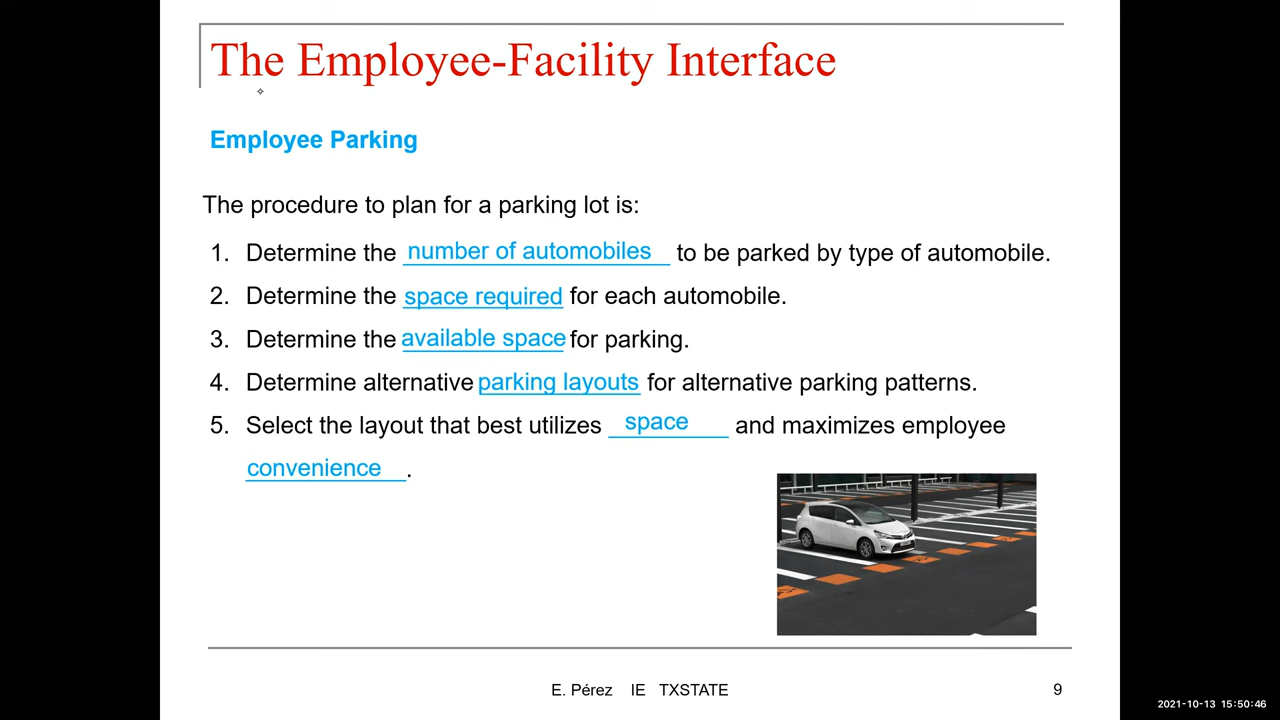 The Employee-Facility Interface
Employee Parking
The procedure to plan for a parking lot is:
1. Determine the number of automobiles to be parked by type of automobile.
2. Determine the space required for each automobile.
3. Determine the available space for parking.
4. Determine alternative parking layouts for alternative parking patterns.
5. Select the layout that best utilizes space and maximizes employee
convenience.
E. Pérez IE TXSTATE
9
2021-10-13 15:50:46